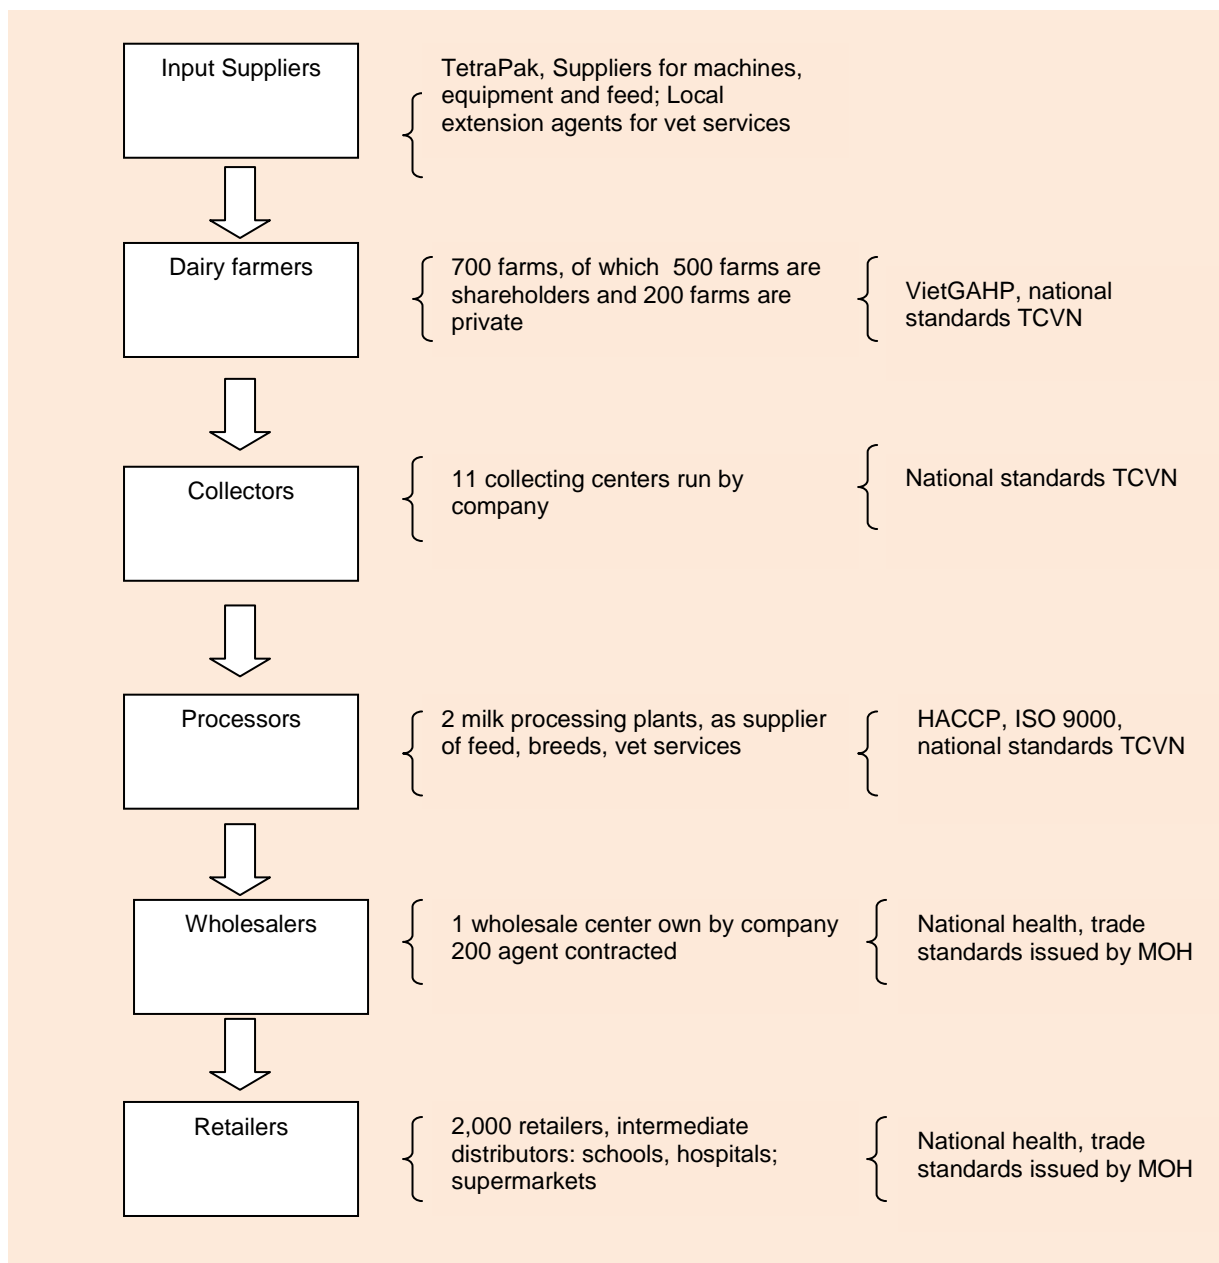 Input Suppliers
TetraPak, Suppliers for machines,
equipment and feed; Local
extension agents for vet services
Dairy farmers
700 farms, of which 500 farms are
shareholders and 200 farms are
private
VietGAHP, national
standards TCVN
Collectors
11 collecting centers run by
company
National standards TCVN
Processors
2 milk processing plants, as supplier
of feed, breeds, vet services
HACCP, ISO 9000,
national standards TCVN
Wholesalers
1 wholesale center own by company
200 agent contracted
National health, trade
standards issued by MOH
Retailers
2,000 retailers, intermediate
distributors: schools, hospitals;
supermarkets
National health, trade
standards issued by MOH